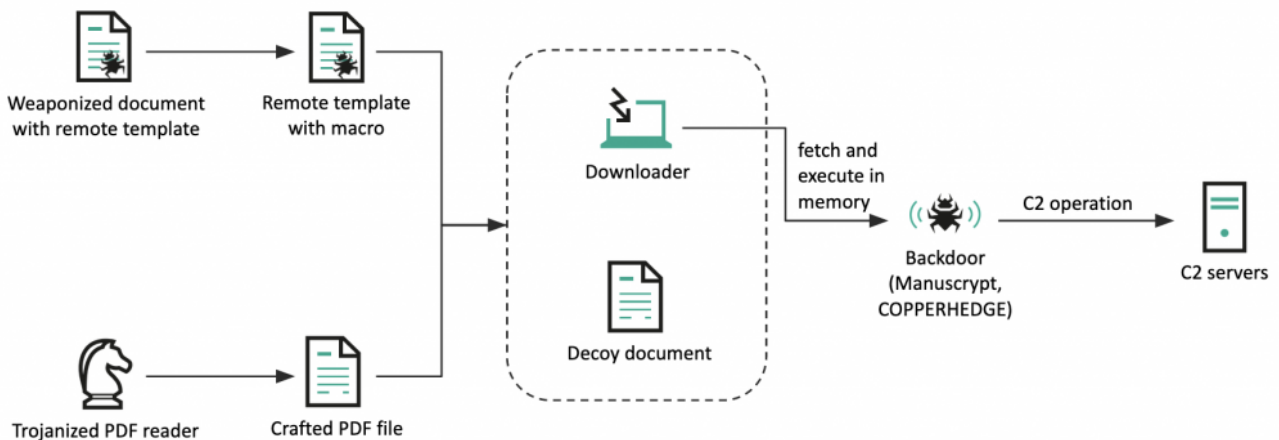 Weaponized document
with remote template
Remote template
with macro
Downloader
fetch and
execute in
memory
C2 operation
Backdoor
(Manuscrypt,
COPPERHEDGE)
C2 servers
Decoy document
Trojanized PDF reader
Crafted PDF file